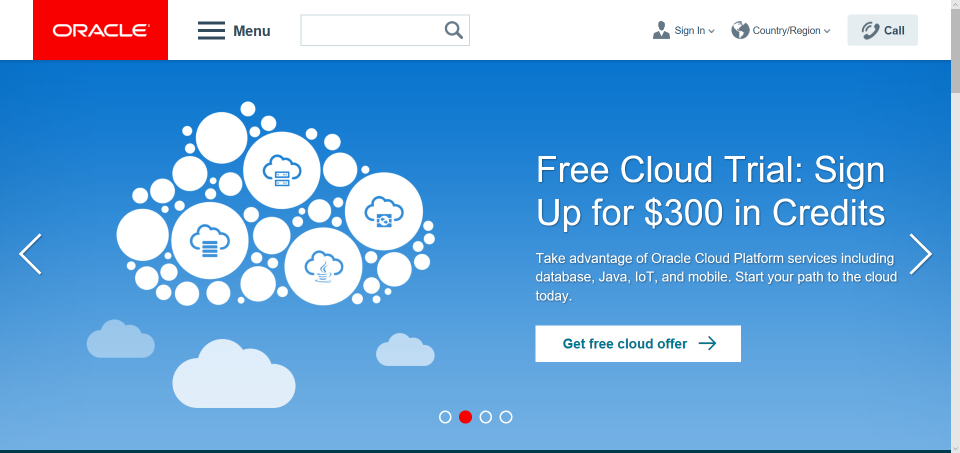 ORACLE
Menu
Sign In
Country/Region
Call
Free Cloud Trial: Sign
Up for $300 in Credits
Take advantage of Oracle Cloud Platform services including
database, Java, IoT, and mobile. Start your path to the cloud
today.
Get free cloud offer